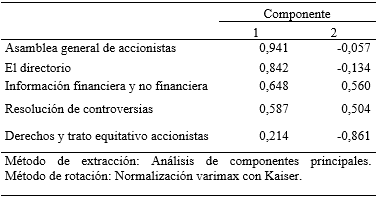 Componente
1 2
Asamblea general de accionistas 0,941 -0,057
El directorio 0,842 -0,134
Información financiera y no financiera 0,648 0,560
Resolución de controversias 0,587 0,504
Derechos y trato equitativo accionistas 0,214 -0,861
Método de extracción: Análisis de componentes principales.
Método de rotación: Normalización varimax con Kaiser.